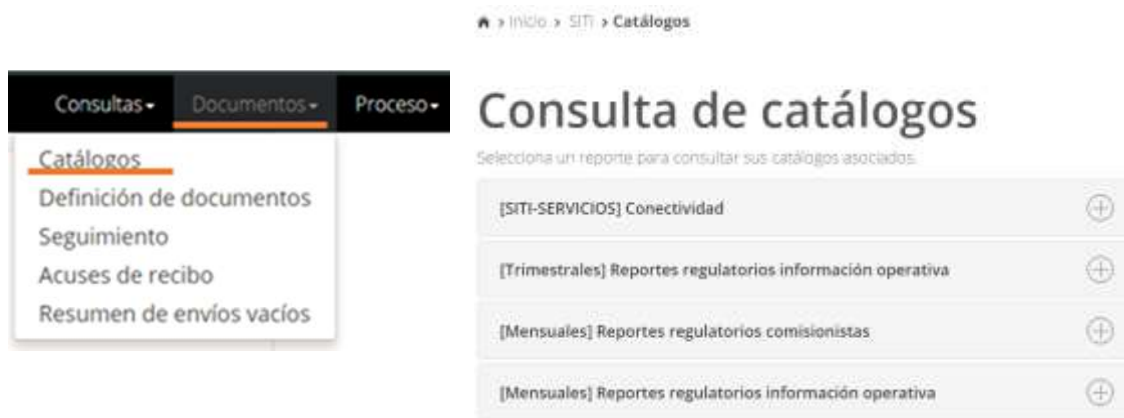 Consultas Documentos Proceso
Catálogos
Definición de documentos
Seguimiento
Acuses de recibo
Resumen de envíos vacíos
> Inicio > SITI > Catálogos
Consulta de catálogos
Selecciona un reporte para consultar sus catálogos asociados.
[SITI-SERVICIOS] Conectividad
[Trimestrales] Reportes regulatorios información operativa
[Mensuales] Reportes regulatorios comisionistas
[Mensuales] Reportes regulatorios información operativa